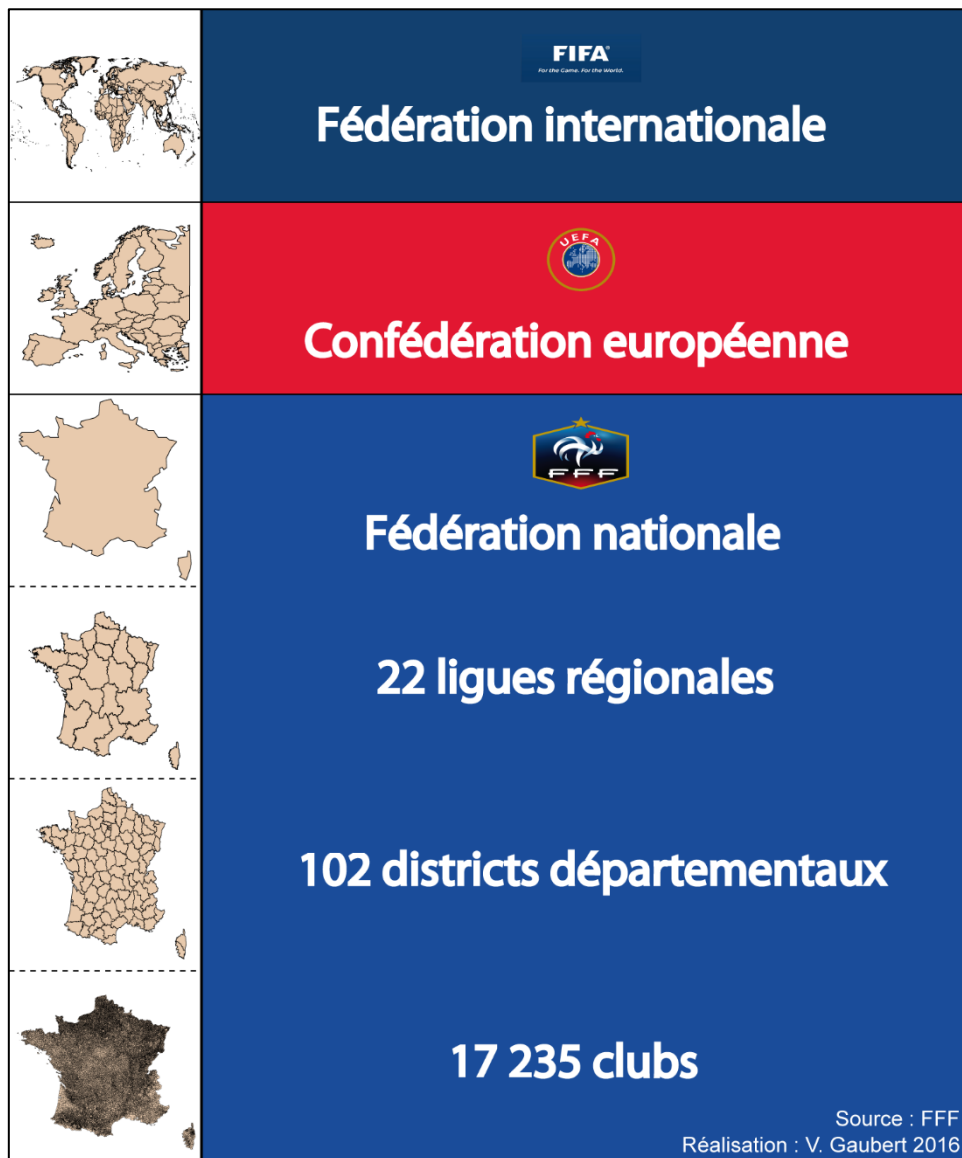 FIFA
For the Game. For the World.
Fédération internationale
UEFA
Confédération européenne
FFF
Fédération nationale
22 ligues régionales
102 districts départementaux
17 235 clubs
Source : FFF
Réalisation : V. Gaubert 2016